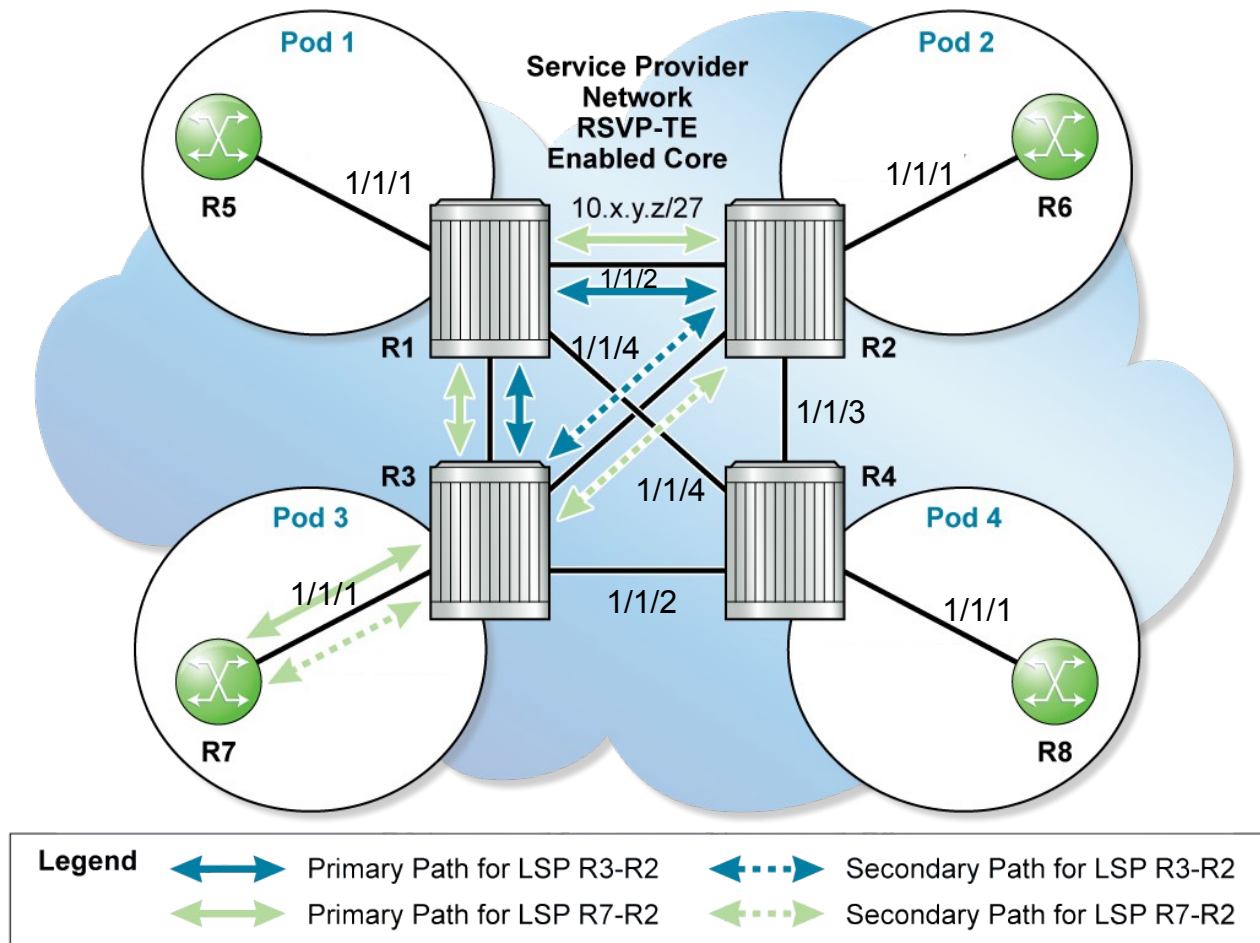 Pod 1
Pod 2
Service Provider
Network
RSVP-TE
Enabled Core
R5
1/1/1
1/1/1
R6
10.x.y.z/27
1/1/2
R1
1/1/4
R2
1/1/3
R3
1/1/4
R4
Pod 3
Pod 4
1/1/1
1/1/2
1/1/1
R7
R8
Legend
Primary Path for LSP R3-R2
Secondary Path for LSP R3-R2
Primary Path for LSP R7-R2
Secondary Path for LSP R7-R2